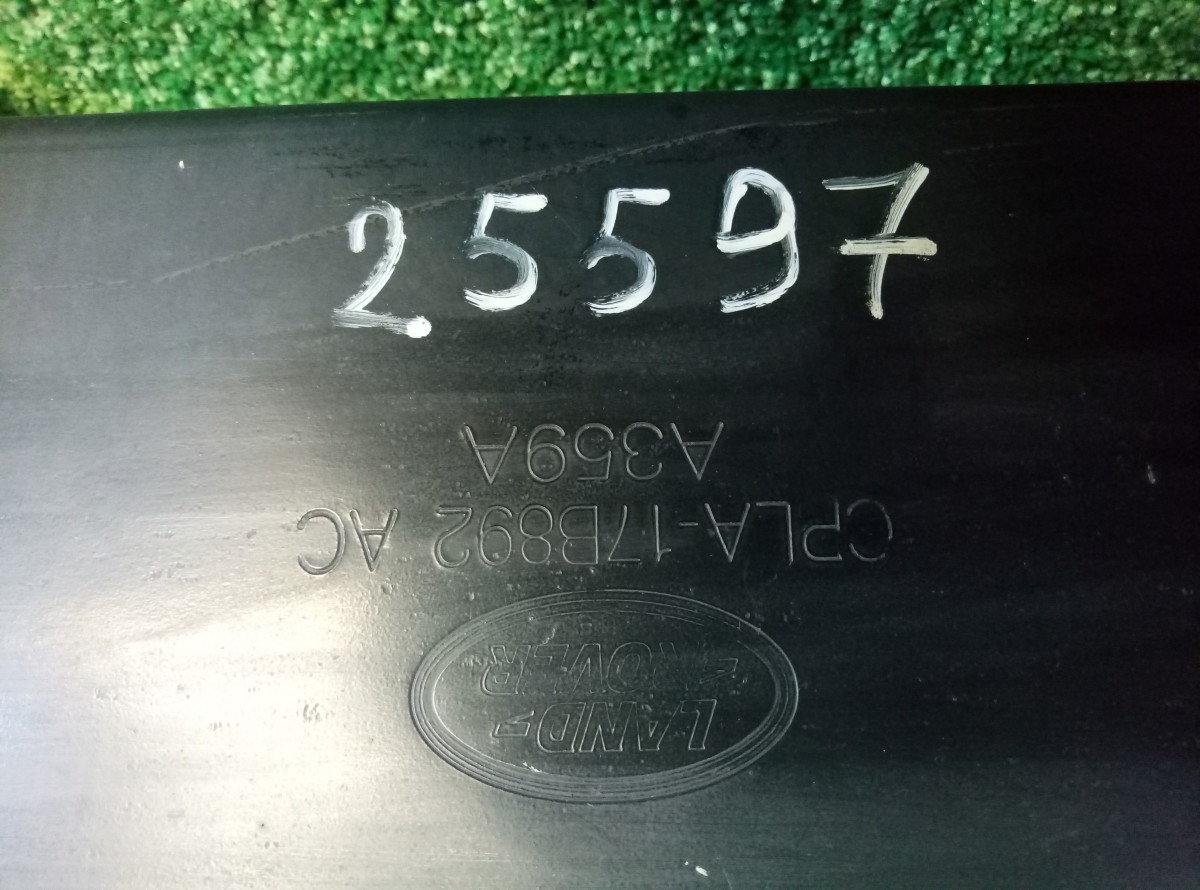 25597
A359A
CPLA-17B892 AC
LAND
ROVER